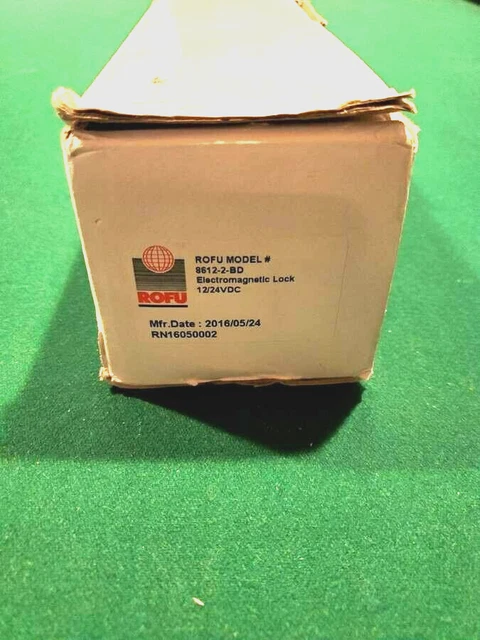 ROFU MODEL #
8612-2-BD
Electromagnetic Lock
12/24VDC
ROFU
Mfr.Date : 2016/05/24
RN16050002